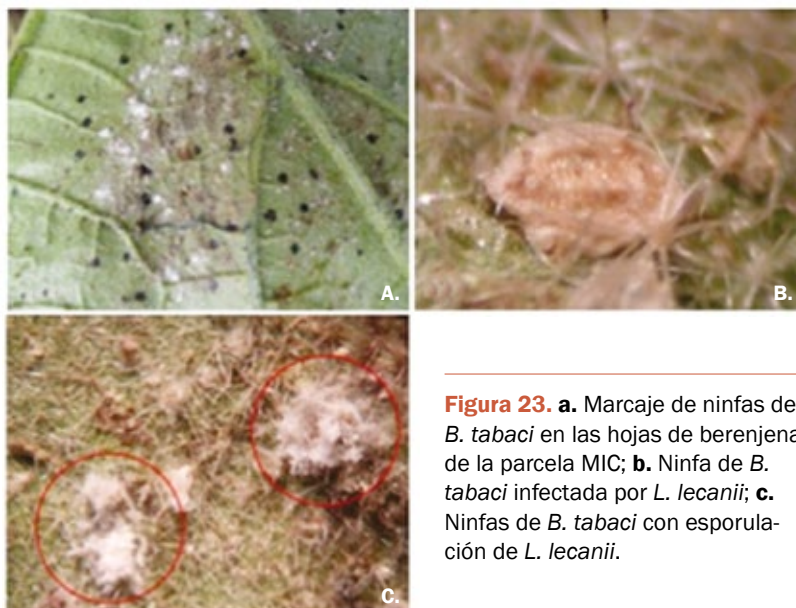 A.
B.
C.
Figura 23. a. Marcaje de ninfas de
B. tabaci en las hojas de berenjena
de la parcela MIC; b. Ninfa de B.
tabaci infectada por L. lecanii; c.
Ninfas de B. tabaci con esporula-
ción de L. lecanii.